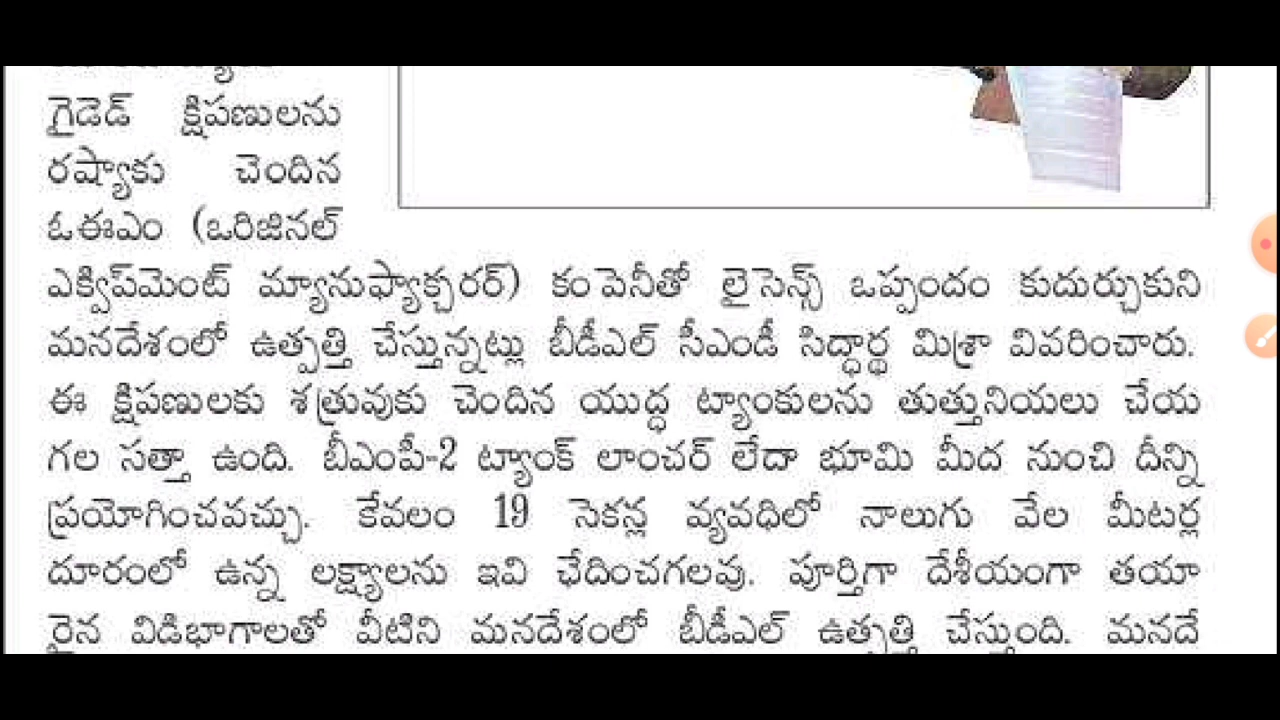 గైడెడ్ క్షిపణులను
రష్యాకు చెందిన
ఓఈఎం (ఒరిజినల్
ఎక్విప్‌మెంట్ మ్యానుఫ్యాక్చరర్) కంపెనీతో లైసెన్స్ ఒప్పందం కుదుర్చుకుని
మనదేశంలో ఉత్పత్తి చేస్తున్నట్లు బీడీఎల్ సీఎండీ సిద్ధార్థ మిశ్రా వివరించారు.
ఈ క్షిపణులకు శత్రువుకు చెందిన యుద్ధ ట్యాంకులను తుత్తునియలు చేయ
గల సత్తా ఉంది. బీఎంపీ-2 ట్యాంక్ లాంచర్ లేదా భూమి మీద నుంచి దీన్ని
ప్రయోగించవచ్చు. కేవలం 19 సెకన్ల వ్యవధిలో నాలుగు వేల మీటర్ల
దూరంలో ఉన్న లక్ష్యాలను ఇవి ఛేదించగలవు. పూర్తిగా దేశీయంగా తయా
రైన విడిభాగాలతో వీటిని మనదేశంలో బీడీఎల్ ఉత్పత్తి చేస్తుంది. మనదే